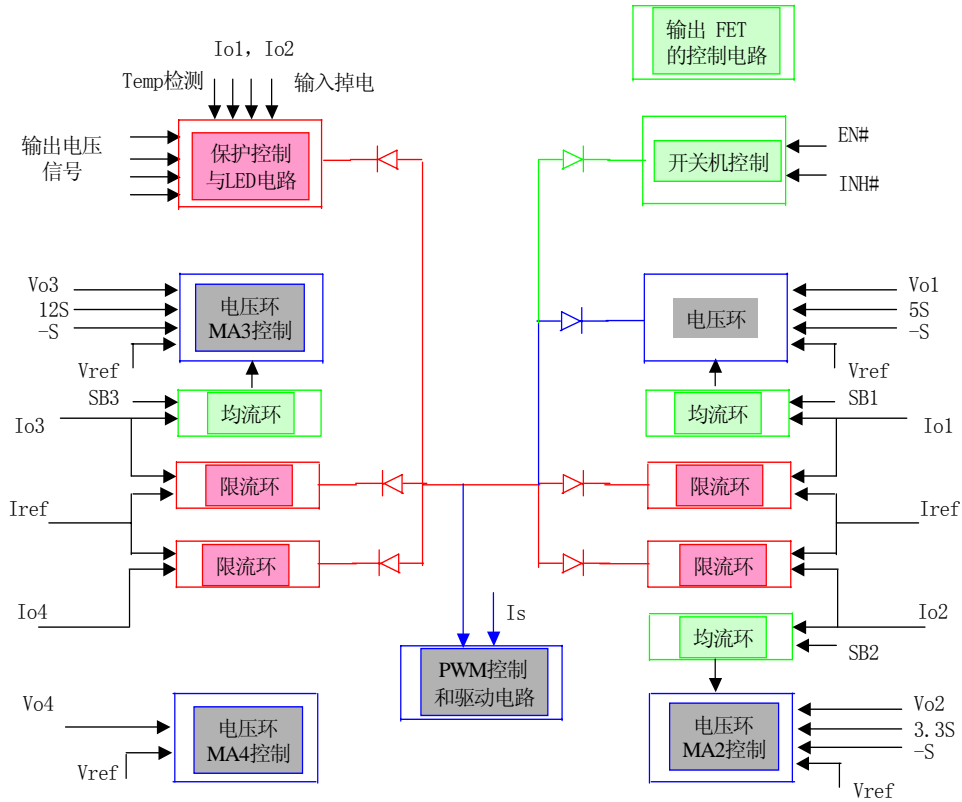 输出 FET
的控制电路
Io1，Io2
Temp检测
输入掉电
输出电压
信号
保护控制
与LED电路
开关机控制
EN#
INH#
Vo3
12S
-S
Vref
电压环
MA3控制
电压环
Vo1
5S
-S
Vref
SB3
Io3
均流环
均流环
SB1
Io1
限流环
限流环
Iref
Iref
限流环
限流环
Io4
Is
Io2
均流环
SB2
PWM控制
和驱动电路
Vo4
Vref
电压环
MA4控制
电压环
MA2控制
Vo2
3.3S
-S
Vref